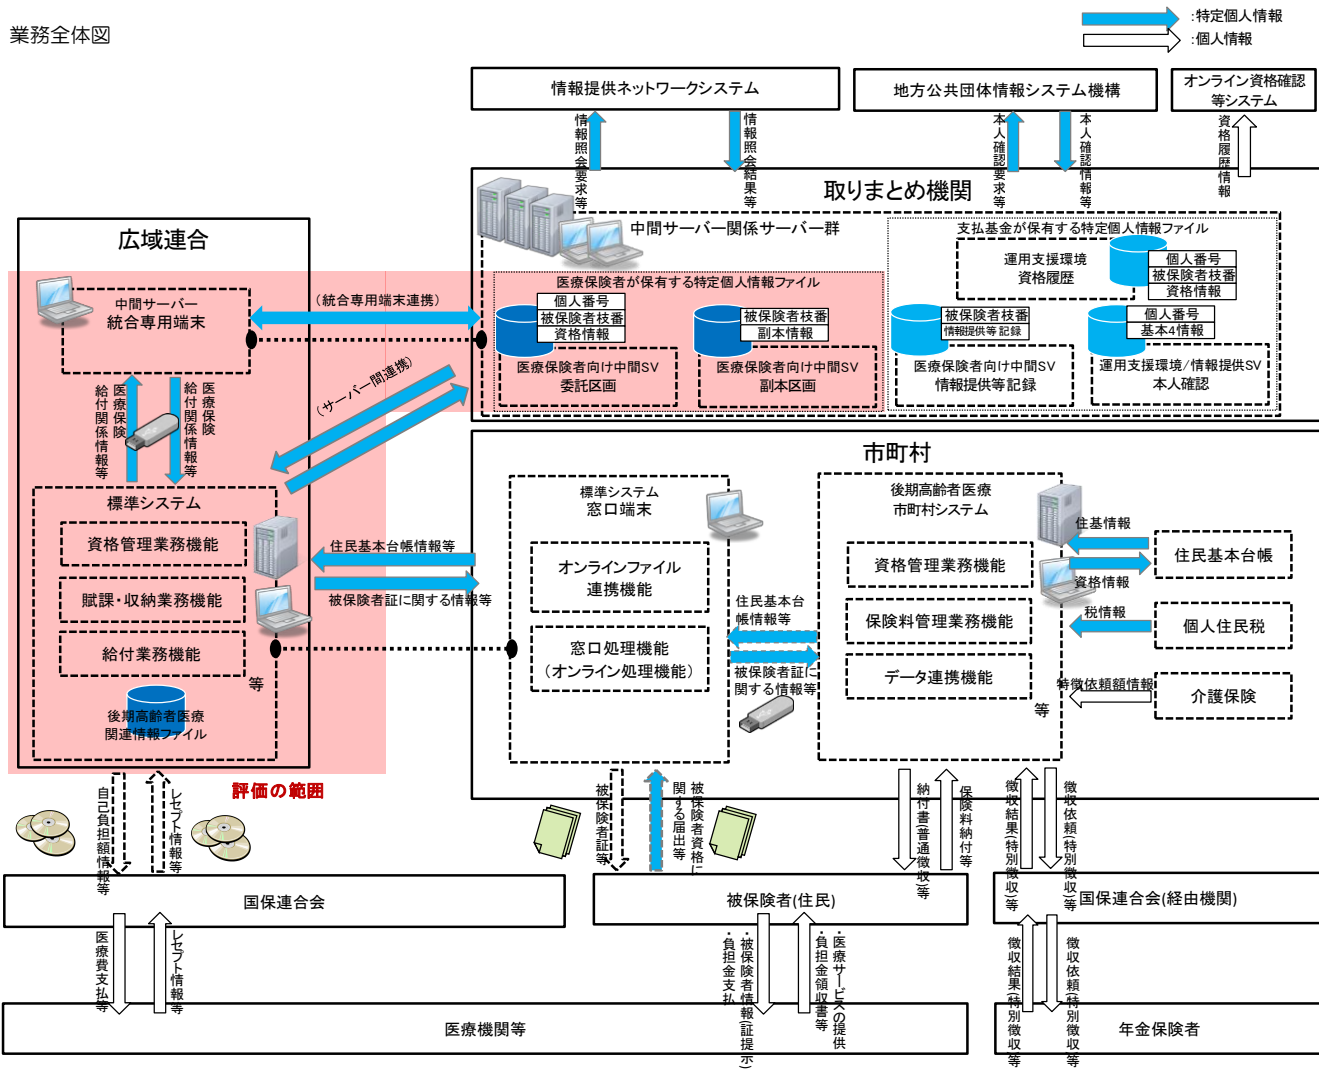 業務全体図
:特定個人情報
:個人情報
情報提供ネットワークシステム
地方公共団体情報システム機構
オンライン資格確認
等システム
情報照会要求等
情報照会結果等
本人確認要求等
本人確認情報等
資格履歴情報
取りまとめ機関
中間サーバー関係サーバー群
医療保険者が保有する特定個人情報ファイル
個人番号
被保険者枝番
資格情報
医療保険者向け中間SV
委託区画
被保険者枝番
副本情報
医療保険者向け中間SV
副本区画
支払基金が保有する特定個人情報ファイル
運用支援環境
資格履歴
個人番号
被保険者枝番
資格情報
被保険者枝番
情報提供等記録
医療保険者向け中間SV
情報提供等記録
個人番号
基本4情報
運用支援環境/情報提供SV
本人確認
広域連合
中間サーバー
統合専用端末
(統合専用端末連携)
(サーバー間連携)
医療保険
給付関係情報等
医療保険
給付関係情報等
標準システム
資格管理業務機能
賦課・収納業務機能
給付業務機能
等
後期高齢者医療
関連情報ファイル
評価の範囲
住民基本台帳情報等
被保険者証に関する情報等
市町村
標準システム
窓口端末
オンラインファイル
連携機能
窓口処理機能
(オンライン処理機能)
住民基本台
帳情報等
被保険者証に
関する情報等
後期高齢者医療
市町村システム
資格管理業務機能
保険料管理業務機能
データ連携機能
等
住基情報
資格情報
税情報
特徴依頼額情報
住民基本台帳
個人住民税
介護保険
自己負担額情報等
レセプト情報等
被保険者証等
被保険者資格に
関する届出等
納付書(普通徴収)等
保険料納付等
徴収結果(特別徴収)等
徴収依頼(特別徴収)等
国保連合会
被保険者(住民)
国保連合会(経由機関)
医療費支払等
レセプト情報等
・被保険者情報(証提示)
・負担金支払
・医療サービスの提供
・負担金領収書等
徴収結果(特別徴収)等
徴収依頼(特別徴収)等
医療機関等
年金保険者